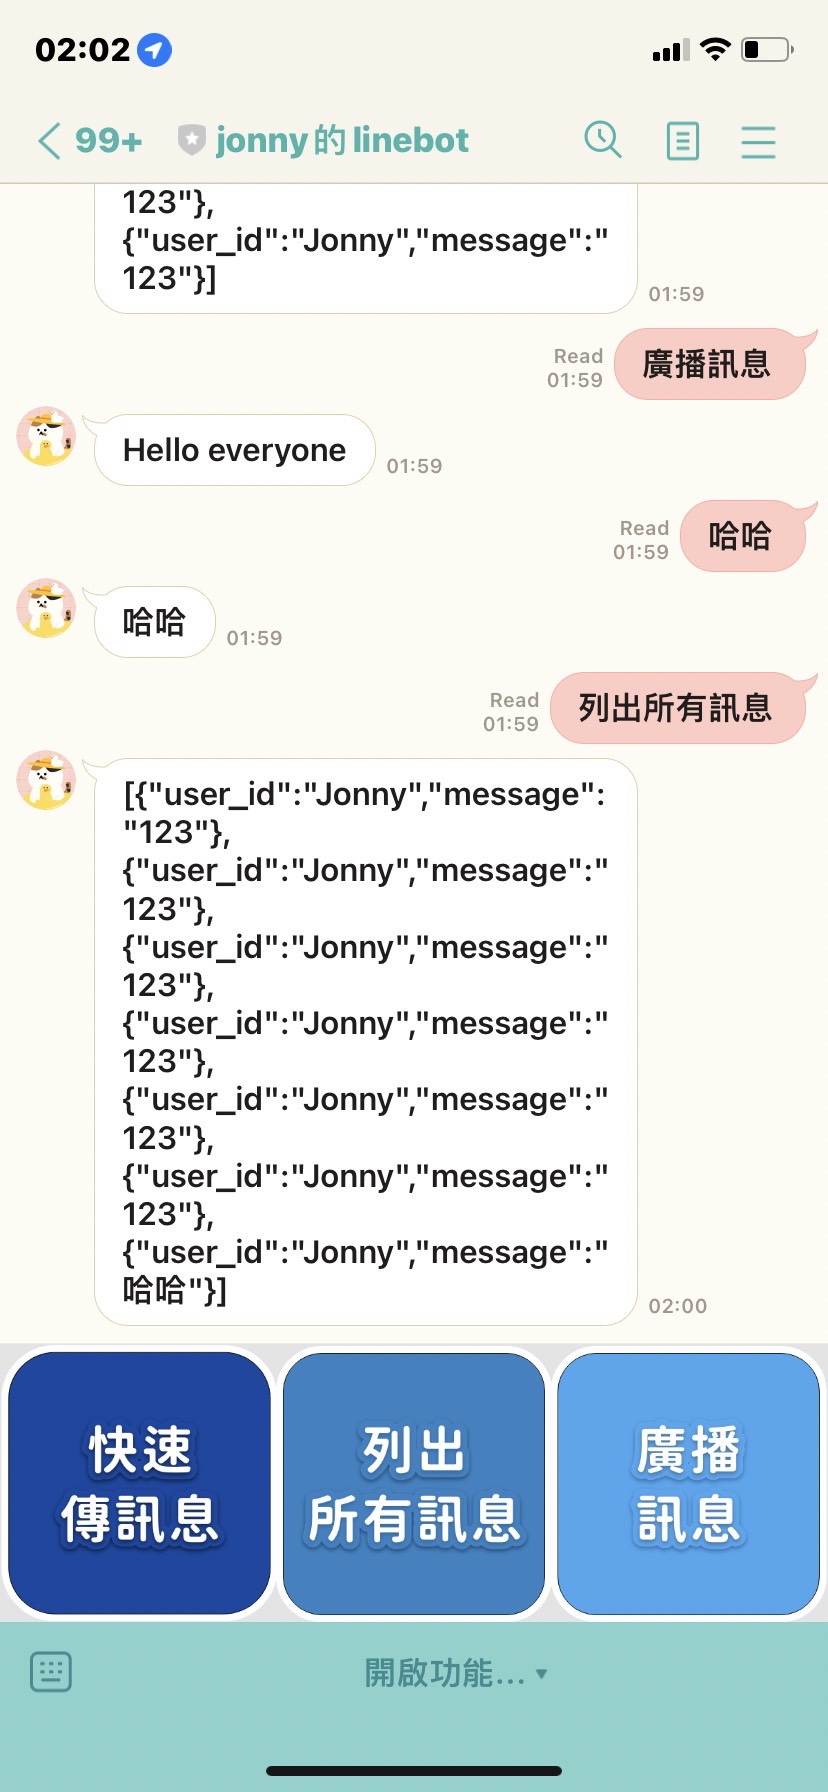 02:02
99+
jonny的 linebot
123"},
{"user_id":"Jonny","message":"
123"}]
01:59
Read
01:59
廣播訊息
Hello everyone
01:59
Read
01:59
哈哈
哈哈
01:59
Read
01:59
列出所有訊息
[{"user_id":"Jonny","message":
"123"},
{"user_id":"Jonny","message":"
123"},
{"user_id":"Jonny","message":"
123"},
{"user_id":"Jonny","message":"
123"},
{"user_id":"Jonny","message":"
123"},
{"user_id":"Jonny","message":"
123"},
{"user_id":"Jonny","message":"
哈哈"}]
02:00
快速
傳訊息
列出
所有訊息
廣播
訊息
開啟功能...